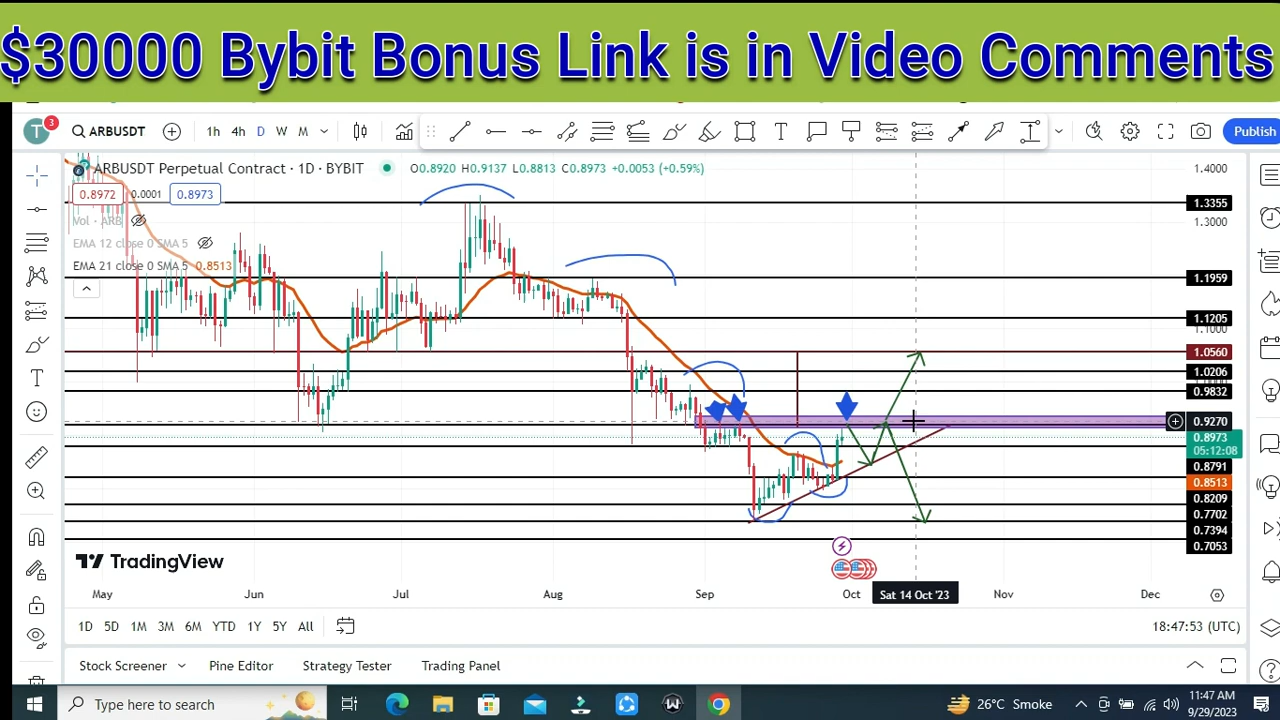 $30000 Bybit Bonus Link is in Video Comments
T 3 ARBUSDT 1h 4h D W M T Publish
ARBUSDT Perpetual Contract · 1D · BYBIT O0.8920 H0.9137 L0.8813 C0.8973 +0.0053 (+0.59%)
0.8972 0.0001 0.8973
Vol · ARB
EMA 12 close 0 SMA 5
EMA 21 close 0 SMA 5 0.8513
1.4000
1.3355
1.3000
1.1959
1.1205
1.1000
1.0560
1.0206
0.9832
0.9270
0.8973
05:12:08
0.8791
0.8513
0.8209
0.7702
0.7394
0.7053
T
TradingView
May Jun Jul Aug Sep Oct Sat 14 Oct '23 Nov Dec
1D 5D 1M 3M 6M YTD 1Y 5Y All 18:47:53 (UTC)
Stock Screener Pine Editor Strategy Tester Trading Panel
Type here to search 26°C Smoke 11:47 AM
9/29/2023